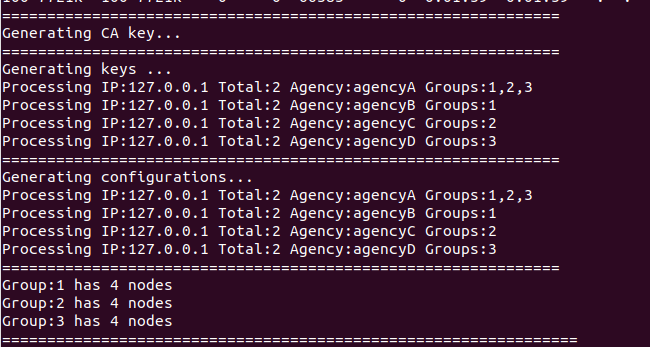 ==============================================================
Generating CA key...
==============================================================
Generating keys ...
Processing IP:127.0.0.1 Total:2 Agency:agencyA Groups:1,2,3
Processing IP:127.0.0.1 Total:2 Agency:agencyB Groups:1
Processing IP:127.0.0.1 Total:2 Agency:agencyC Groups:2
Processing IP:127.0.0.1 Total:2 Agency:agencyD Groups:3
==============================================================
Generating configurations...
Processing IP:127.0.0.1 Total:2 Agency:agencyA Groups:1,2,3
Processing IP:127.0.0.1 Total:2 Agency:agencyB Groups:1
Processing IP:127.0.0.1 Total:2 Agency:agencyC Groups:2
Processing IP:127.0.0.1 Total:2 Agency:agencyD Groups:3
==============================================================
Group:1 has 4 nodes
Group:2 has 4 nodes
Group:3 has 4 nodes
================================================================